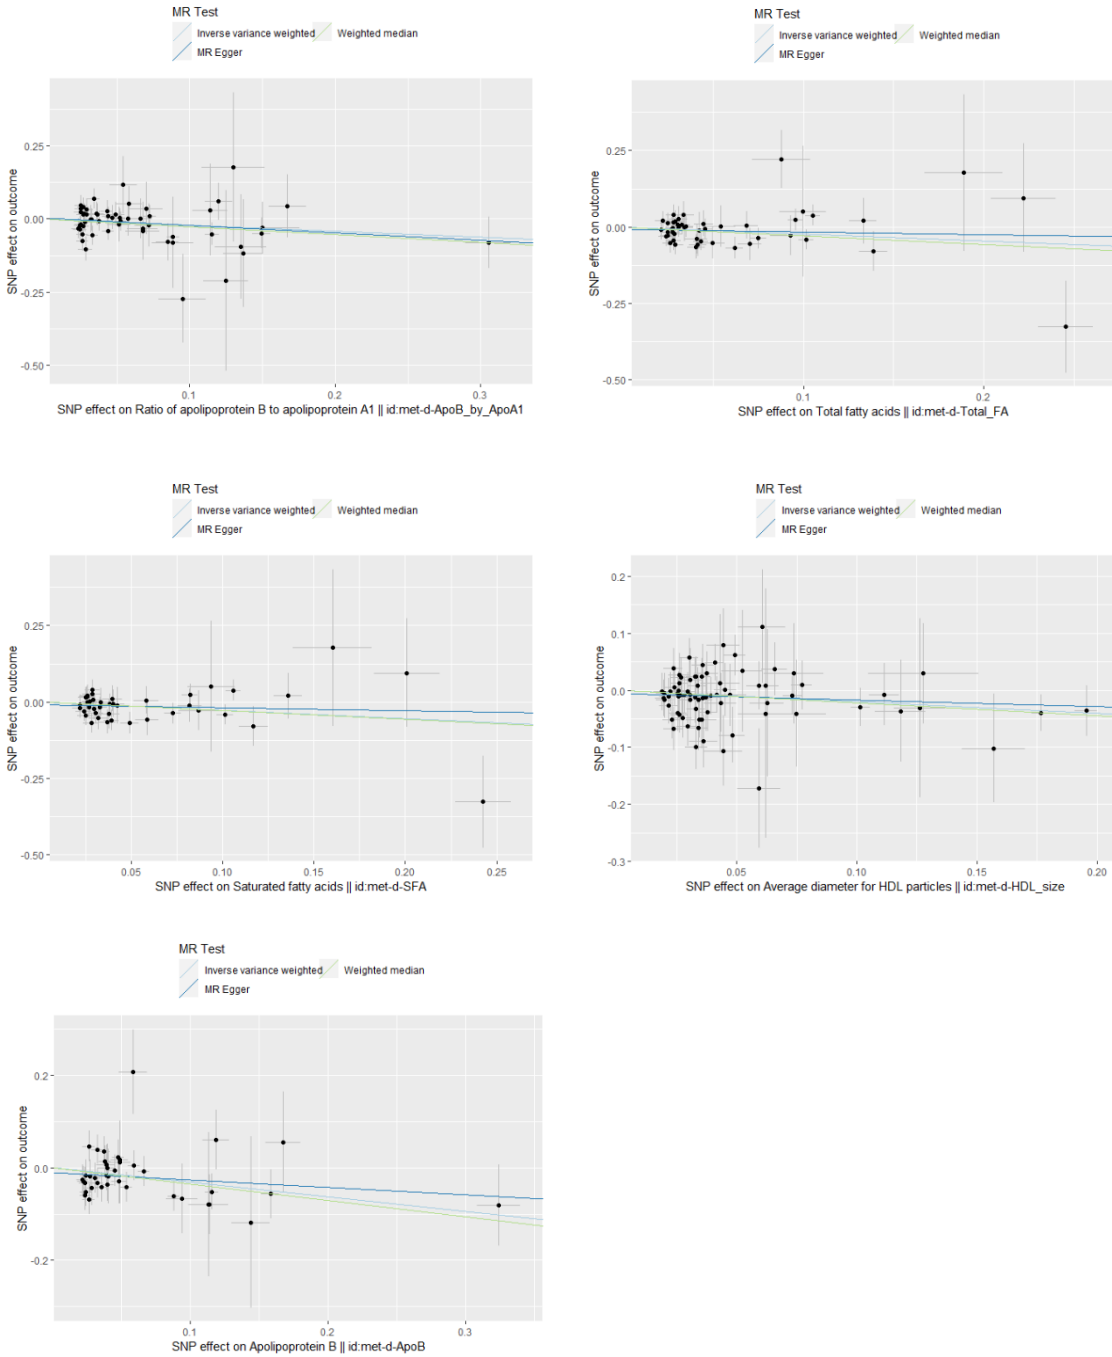 MR Test
Inverse variance weighted
Weighted median
MR Egger
SNP effect on outcome
0.25
0.00
-0.25
-0.50
0.1
0.2
0.3
SNP effect on Ratio of apolipoprotein B to apolipoprotein A1 || id:met-d-ApoB_by_ApoA1
MR Test
Inverse variance weighted
Weighted median
MR Egger
SNP effect on outcome
0.25
0.00
-0.25
-0.50
0.1
0.2
SNP effect on Total fatty acids || id:met-d-Total_FA
MR Test
Inverse variance weighted
Weighted median
MR Egger
SNP effect on outcome
0.25
0.00
-0.25
-0.50
0.05
0.10
0.15
0.20
0.25
SNP effect on Saturated fatty acids || id:met-d-SFA
MR Test
Inverse variance weighted
Weighted median
MR Egger
SNP effect on outcome
0.2
0.1
0.0
-0.1
-0.2
-0.3
0.05
0.10
0.15
0.20
SNP effect on Average diameter for HDL particles || id:met-d-HDL_size
MR Test
Inverse variance weighted
Weighted median
MR Egger
SNP effect on outcome
0.2
0.0
-0.2
0.1
0.2
0.3
SNP effect on Apolipoprotein B || id:met-d-ApoB